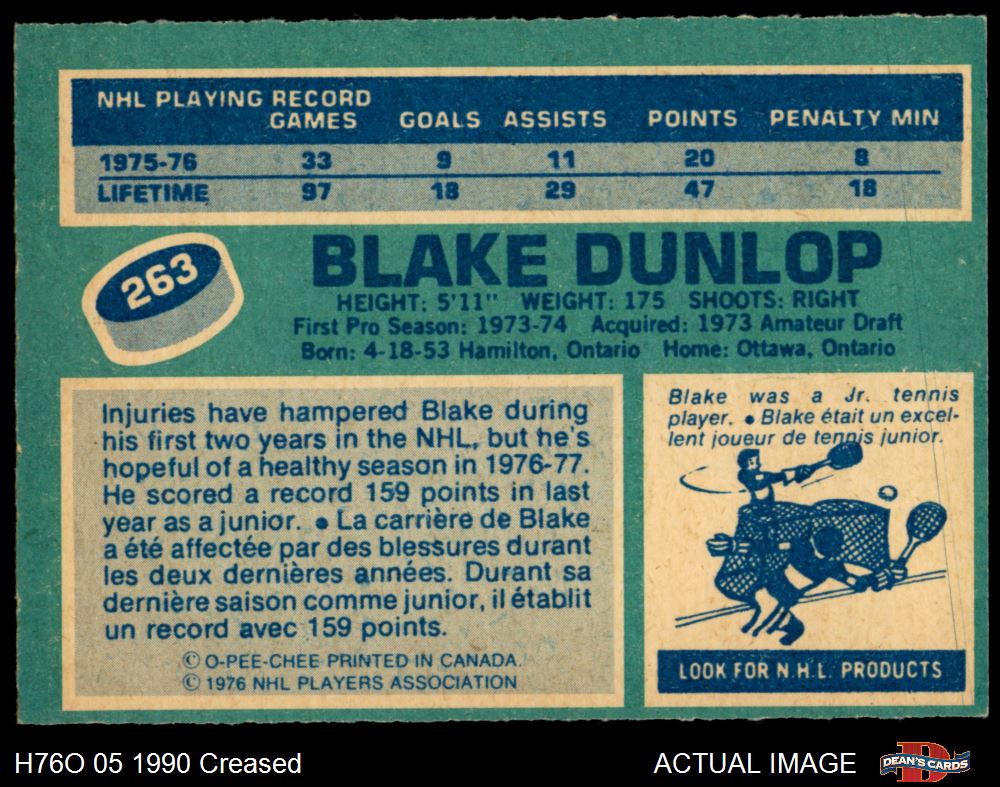 NHL PLAYING RECORD
GAMES GOALS ASSISTS POINTS PENALTY MIN
1975-76 33 9 11 20 8
LIFETIME 97 18 29 47 18
263
BLAKE DUNLOP
HEIGHT: 5'11" WEIGHT: 175 SHOOTS: RIGHT
First Pro Season: 1973-74 Acquired: 1973 Amateur Draft
Born: 4-18-53 Hamilton, Ontario Home: Ottawa, Ontario
Injuries have hampered Blake during
his first two years in the NHL, but he's
hopeful of a healthy season in 1976-77.
He scored a record 159 points in last
year as a junior. ● La carrière de Blake
a été affectée par des blessures durant
les deux dernières années. Durant sa
dernière saison comme junior, il établit
un record avec 159 points.
© O-PEE-CHEE PRINTED IN CANADA.
© 1976 NHL PLAYERS ASSOCIATION
Blake was a Jr. tennis
player. ● Blake était un excel-
lent joueur de tennis junior.
LOOK FOR N.H.L. PRODUCTS
H76O 05 1990 Creased
ACTUAL IMAGE
DEAN'S CARDS